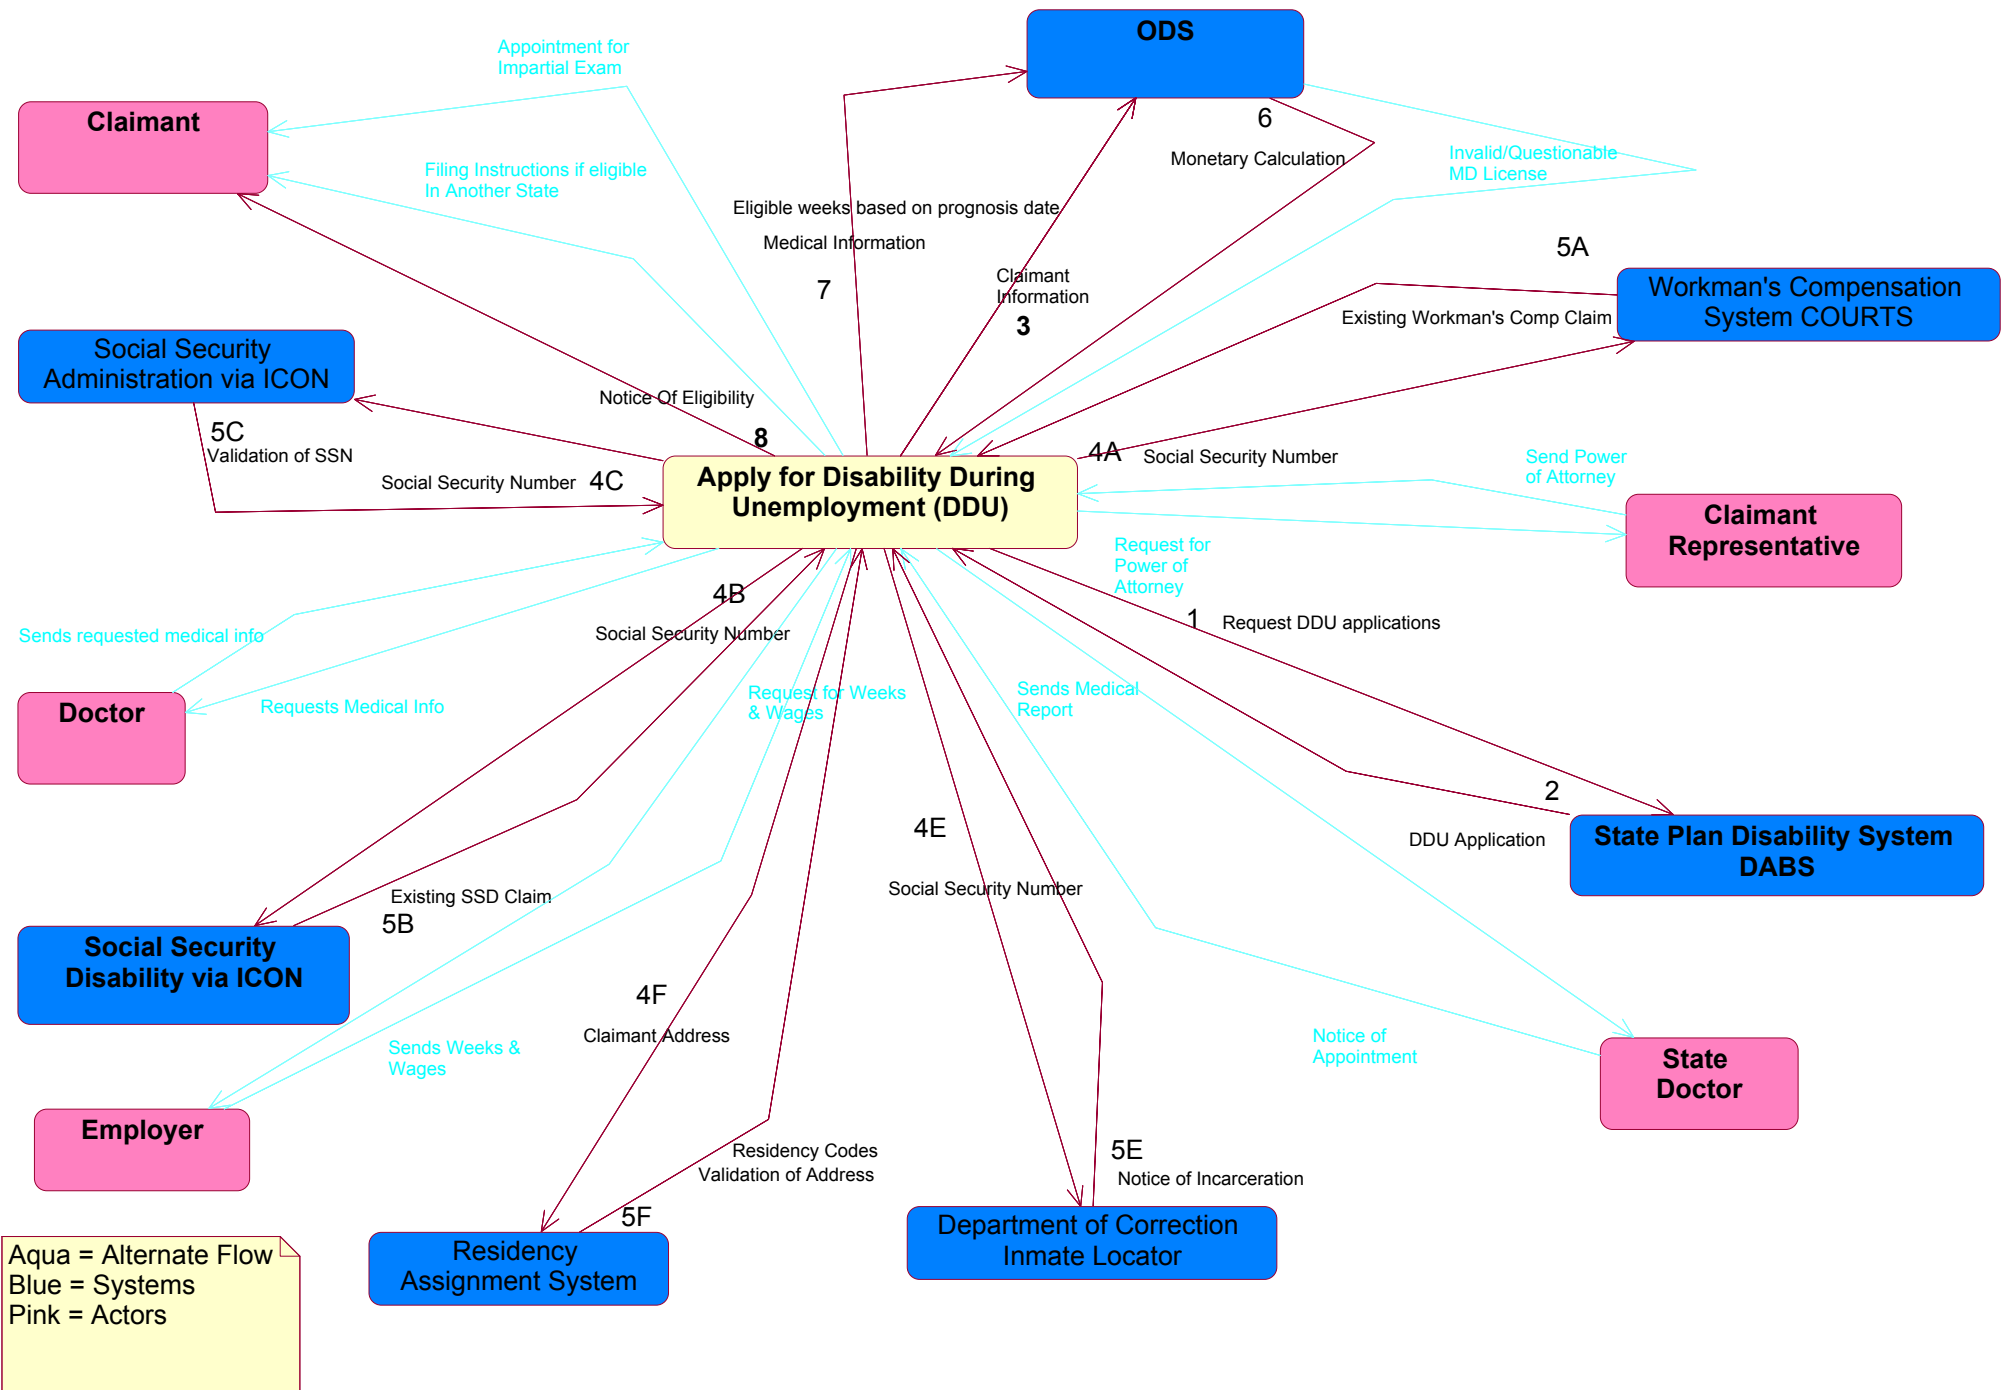 ODS
Appointment for
Impartial Exam
Claimant
6
Monetary Calculation
Invalid/Questionable
MD License
Filing Instructions if eligible
In Another State
Eligible weeks based on prognosis date
Medical Information
7
Claimant
Information
3
5A
Workman's Compensation
System COURTS
Existing Workman's Comp Claim
Social Security
Administration via ICON
Notice Of Eligibility
8
5C
Validation of SSN
Social Security Number
4C
Apply for Disability During
Unemployment (DDU)
4A
Social Security Number
Send Power
of Attorney
Claimant
Representative
Request for
Power of
Attorney
4B
Social Security Number
1
Request DDU applications
Sends requested medical info
Doctor
Requests Medical Info
Request for Weeks
& Wages
Sends Medical
Report
2
DDU Application
State Plan Disability System
DABS
4E
Social Security Number
Existing SSD Claim
5B
Social Security
Disability via ICON
4F
Claimant Address
Sends Weeks &
Wages
Notice of
Appointment
State
Doctor
Employer
Residency Codes
Validation of Address
5F
5E
Notice of Incarceration
Residency
Assignment System
Department of Correction
Inmate Locator
Aqua = Alternate Flow
Blue = Systems
Pink = Actors